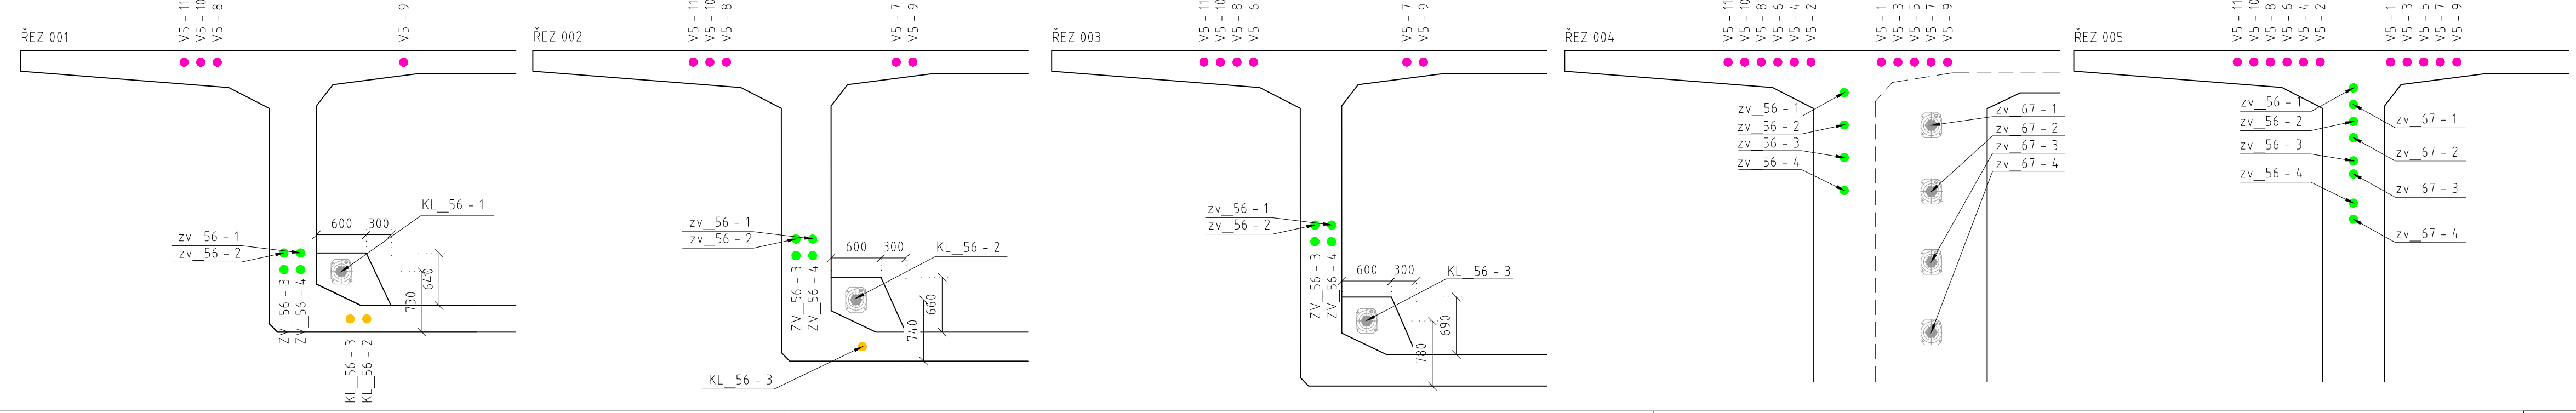 ŘEZ 001
V5 - 11
V5 - 10
V5 - 8
V5 - 9
zv_56 - 1
zv_56 - 2
ZV_56 - 3
ZV_56 - 4
600
300
KL_56 - 1
640
730
KL_56 - 3
KL_56 - 2
ŘEZ 002
V5 - 11
V5 - 10
V5 - 8
V5 - 7
V5 - 9
zv_56 - 1
zv_56 - 2
ZV_56 - 3
ZV_56 - 4
600
300
KL_56 - 2
660
740
KL_56 - 3
ŘEZ 003
V5 - 11
V5 - 10
V5 - 8
V5 - 6
V5 - 7
V5 - 9
zv_56 - 1
zv_56 - 2
ZV_56 - 3
ZV_56 - 4
600
300
KL_56 - 3
690
780
ŘEZ 004
V5 - 11
V5 - 10
V5 - 8
V5 - 6
V5 - 4
V5 - 2
V5 - 1
V5 - 3
V5 - 5
V5 - 7
V5 - 9
zv_56 - 1
zv_56 - 2
zv_56 - 3
zv_56 - 4
zv_67 - 1
zv_67 - 2
zv_67 - 3
zv_67 - 4
ŘEZ 005
V5 - 11
V5 - 10
V5 - 8
V5 - 6
V5 - 4
V5 - 2
V5 - 1
V5 - 3
V5 - 5
V5 - 7
V5 - 9
zv_56 - 1
zv_56 - 2
zv_56 - 3
zv_56 - 4
zv_67 - 1
zv_67 - 2
zv_67 - 3
zv_67 - 4